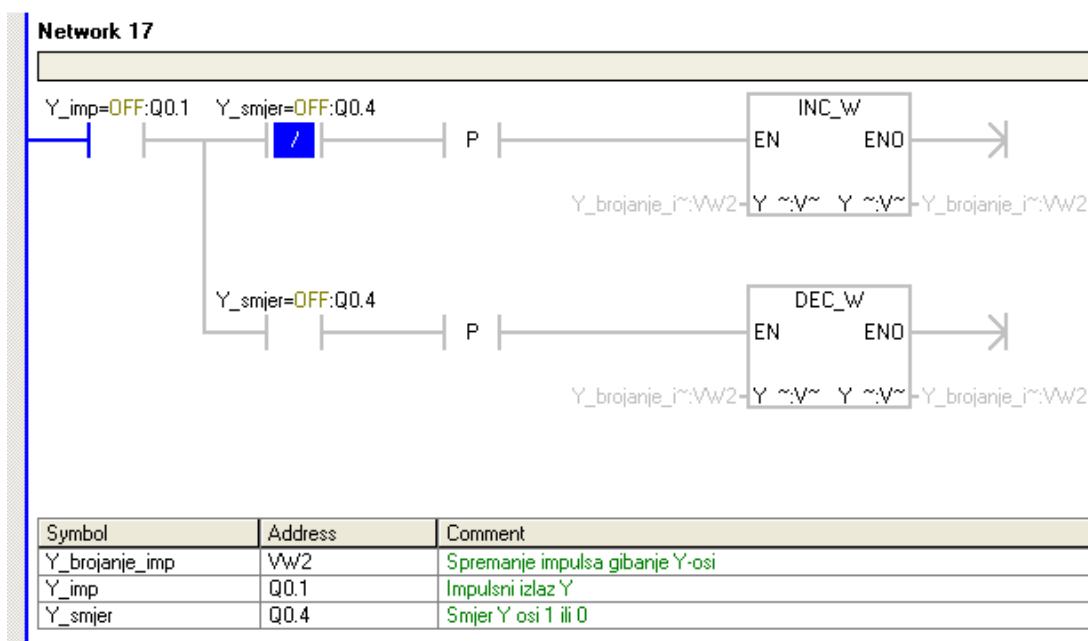 Network 17
Y_imp=OFF:Q0.1 Y_smjer=OFF:Q0.4
/ P
INC_W
EN ENO
Y_brojanje_i~:VW2 Y ~:V~ Y ~:V~ Y_brojanje_i~:VW2
Y_smjer=OFF:Q0.4
P
DEC_W
EN ENO
Y_brojanje_i~:VW2 Y ~:V~ Y ~:V~ Y_brojanje_i~:VW2
Symbol Address Comment
Y_brojanje_imp VW2 Spremanje impulsa gibanje Y-osi
Y_imp Q0.1 Impulsni izlaz Y
Y_smjer Q0.4 Smjer Y osi 1 ili 0